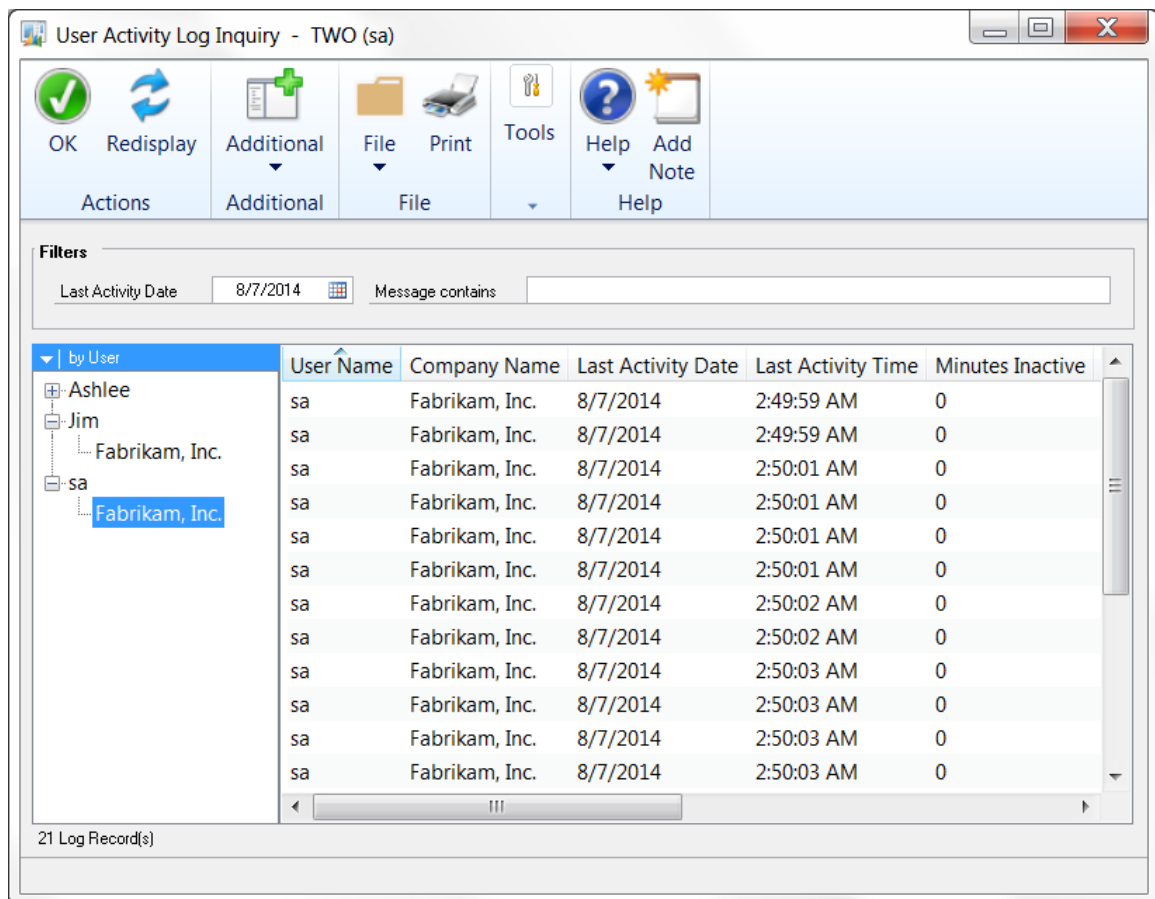 User Activity Log Inquiry - TWO (sa)
OK Redisplay Additional File Print Tools Help Add Note
Actions Additional File Help
Filters
Last Activity Date 8/7/2014 Message contains
by User
Ashlee
Jim
Fabrikam, Inc.
sa
Fabrikam, Inc.
User Name Company Name Last Activity Date Last Activity Time Minutes Inactive
sa Fabrikam, Inc. 8/7/2014 2:49:59 AM 0
sa Fabrikam, Inc. 8/7/2014 2:49:59 AM 0
sa Fabrikam, Inc. 8/7/2014 2:50:01 AM 0
sa Fabrikam, Inc. 8/7/2014 2:50:01 AM 0
sa Fabrikam, Inc. 8/7/2014 2:50:01 AM 0
sa Fabrikam, Inc. 8/7/2014 2:50:01 AM 0
sa Fabrikam, Inc. 8/7/2014 2:50:02 AM 0
sa Fabrikam, Inc. 8/7/2014 2:50:02 AM 0
sa Fabrikam, Inc. 8/7/2014 2:50:03 AM 0
sa Fabrikam, Inc. 8/7/2014 2:50:03 AM 0
sa Fabrikam, Inc. 8/7/2014 2:50:03 AM 0
sa Fabrikam, Inc. 8/7/2014 2:50:03 AM 0
21 Log Record(s)